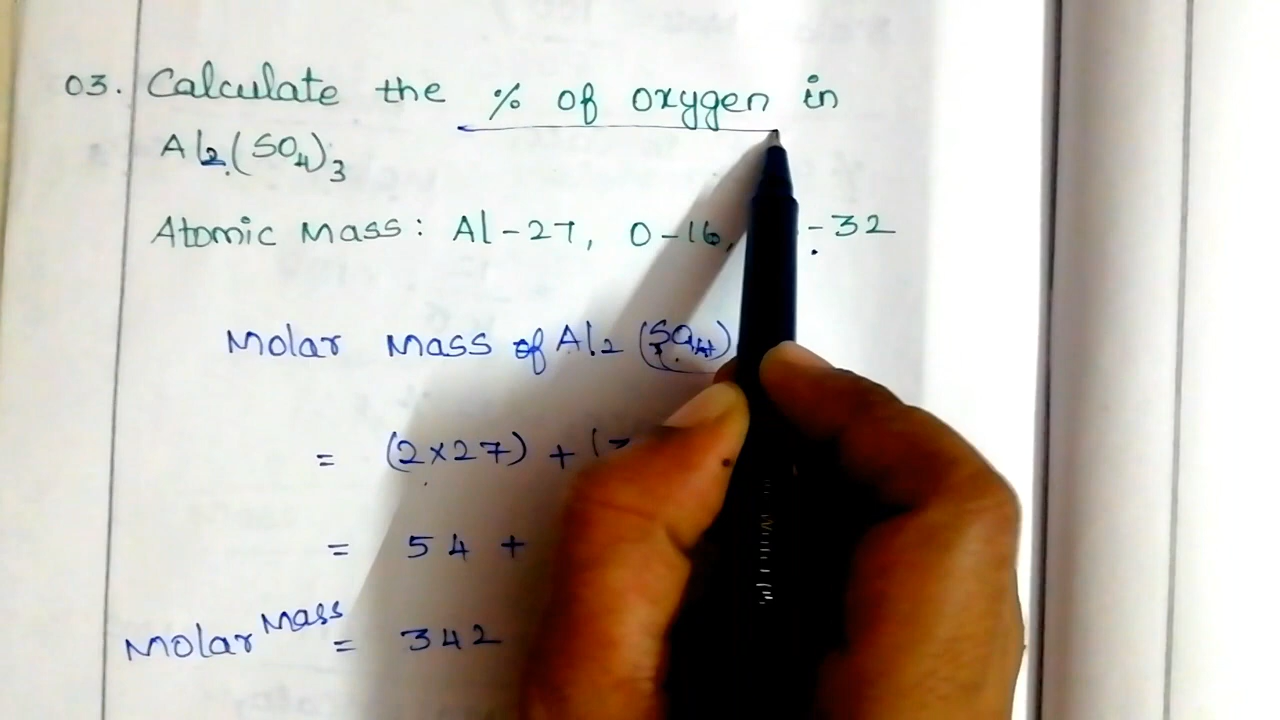 03. Calculate the % of oxygen in
Al2(SO4)3
Atomic Mass: Al-27, O-16, -32
Molar Mass of Al2 (SO4)
= (2×27) + (3
= 54 +
Molar Mass = 342